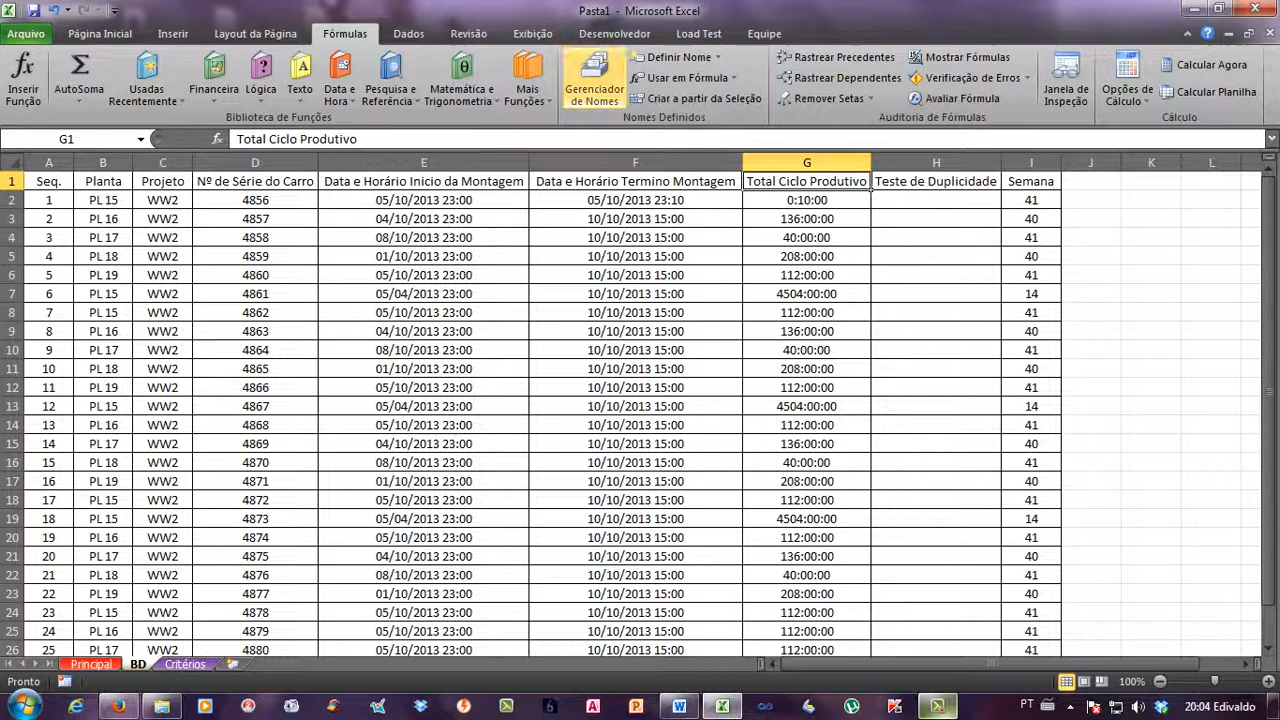 Pasta1 - Microsoft Excel
Arquivo Página Inicial Inserir Layout da Página Fórmulas Dados Revisão Exibição Desenvolvedor Load Test Equipe
Inserir Função
AutoSoma
Usadas Recentemente
Financeira
Lógica
Texto
Data e Hora
Pesquisa e Referência
Matemática e Trigonometria
Mais Funções
Biblioteca de Funções
Gerenciador de Nomes
Definir Nome
Usar em Fórmula
Criar a partir da Seleção
Nomes Definidos
Rastrear Precedentes
Rastrear Dependentes
Remover Setas
Mostrar Fórmulas
Verificação de Erros
Avaliar Fórmula
Auditoria de Fórmulas
Janela de Inspeção
Opções de Cálculo
Calcular Agora
Calcular Planilha
Cálculo
G1 fx Total Ciclo Produtivo
A B C D E F G H I J K L
1 Seq. Planta Projeto Nº de Série do Carro Data e Horário Inicio da Montagem Data e Horário Termino Montagem Total Ciclo Produtivo Teste de Duplicidade Semana
2 1 PL 15 WW2 4856 05/10/2013 23:00 05/10/2013 23:10 0:10:00 41
3 2 PL 16 WW2 4857 04/10/2013 23:00 10/10/2013 15:00 136:00:00 40
4 3 PL 17 WW2 4858 08/10/2013 23:00 10/10/2013 15:00 40:00:00 41
5 4 PL 18 WW2 4859 01/10/2013 23:00 10/10/2013 15:00 208:00:00 40
6 5 PL 19 WW2 4860 05/10/2013 23:00 10/10/2013 15:00 112:00:00 41
7 6 PL 15 WW2 4861 05/04/2013 23:00 10/10/2013 15:00 4504:00:00 14
8 7 PL 15 WW2 4862 05/10/2013 23:00 10/10/2013 15:00 112:00:00 41
9 8 PL 16 WW2 4863 04/10/2013 23:00 10/10/2013 15:00 136:00:00 40
10 9 PL 17 WW2 4864 08/10/2013 23:00 10/10/2013 15:00 40:00:00 41
11 10 PL 18 WW2 4865 01/10/2013 23:00 10/10/2013 15:00 208:00:00 40
12 11 PL 19 WW2 4866 05/10/2013 23:00 10/10/2013 15:00 112:00:00 41
13 12 PL 15 WW2 4867 05/04/2013 23:00 10/10/2013 15:00 4504:00:00 14
14 13 PL 16 WW2 4868 05/10/2013 23:00 10/10/2013 15:00 112:00:00 41
15 14 PL 17 WW2 4869 04/10/2013 23:00 10/10/2013 15:00 136:00:00 40
16 15 PL 18 WW2 4870 08/10/2013 23:00 10/10/2013 15:00 40:00:00 41
17 16 PL 19 WW2 4871 01/10/2013 23:00 10/10/2013 15:00 208:00:00 40
18 17 PL 15 WW2 4872 05/10/2013 23:00 10/10/2013 15:00 112:00:00 41
19 18 PL 15 WW2 4873 05/04/2013 23:00 10/10/2013 15:00 4504:00:00 14
20 19 PL 16 WW2 4874 05/10/2013 23:00 10/10/2013 15:00 112:00:00 41
21 20 PL 17 WW2 4875 04/10/2013 23:00 10/10/2013 15:00 136:00:00 40
22 21 PL 18 WW2 4876 08/10/2013 23:00 10/10/2013 15:00 40:00:00 41
23 22 PL 19 WW2 4877 01/10/2013 23:00 10/10/2013 15:00 208:00:00 40
24 23 PL 15 WW2 4878 05/10/2013 23:00 10/10/2013 15:00 112:00:00 41
25 24 PL 16 WW2 4879 05/10/2013 23:00 10/10/2013 15:00 112:00:00 41
26 25 PL 17 WW2 4880 05/10/2013 23:00 10/10/2013 15:00 112:00:00 41
Principal BD Critérios
Pronto 100%
PT 20:04 Edivaldo